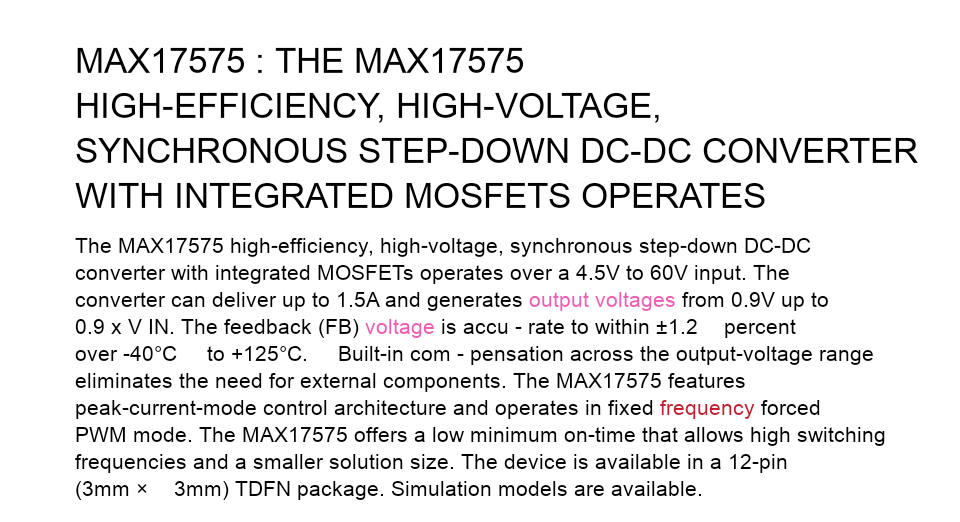 MAX17575 : THE MAX17575
HIGH-EFFICIENCY, HIGH-VOLTAGE,
SYNCHRONOUS STEP-DOWN DC-DC CONVERTER
WITH INTEGRATED MOSFETS OPERATES
The MAX17575 high-efficiency, high-voltage, synchronous step-down DC-DC
converter with integrated MOSFETs operates over a 4.5V to 60V input. The
converter can deliver up to 1.5A and generates output voltages from 0.9V up to
0.9 x V IN. The feedback (FB) voltage is accu - rate to within ±1.2 percent
over -40°C to +125°C. Built-in com - pensation across the output-voltage range
eliminates the need for external components. The MAX17575 features
peak-current-mode control architecture and operates in fixed frequency forced
PWM mode. The MAX17575 offers a low minimum on-time that allows high switching
frequencies and a smaller solution size. The device is available in a 12-pin
(3mm × 3mm) TDFN package. Simulation models are available.